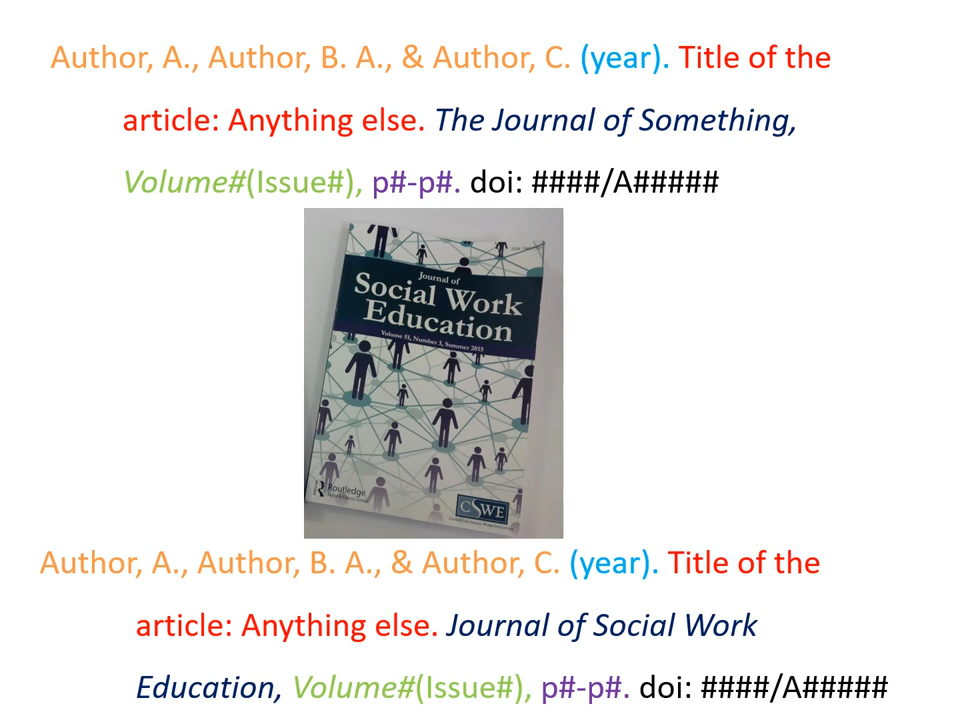 Author, A., Author, B. A., & Author, C. (year). Title of the
article: Anything else. The Journal of Something,
Volume#(Issue#), p#-p#. doi: ####/A#####
Journal of
Social Work
Education
Volume 51, Number 3, Summer 2015
Routledge
CSWE
Author, A., Author, B. A., & Author, C. (year). Title of the
article: Anything else. Journal of Social Work
Education, Volume#(Issue#), p#-p#. doi: ####/A#####